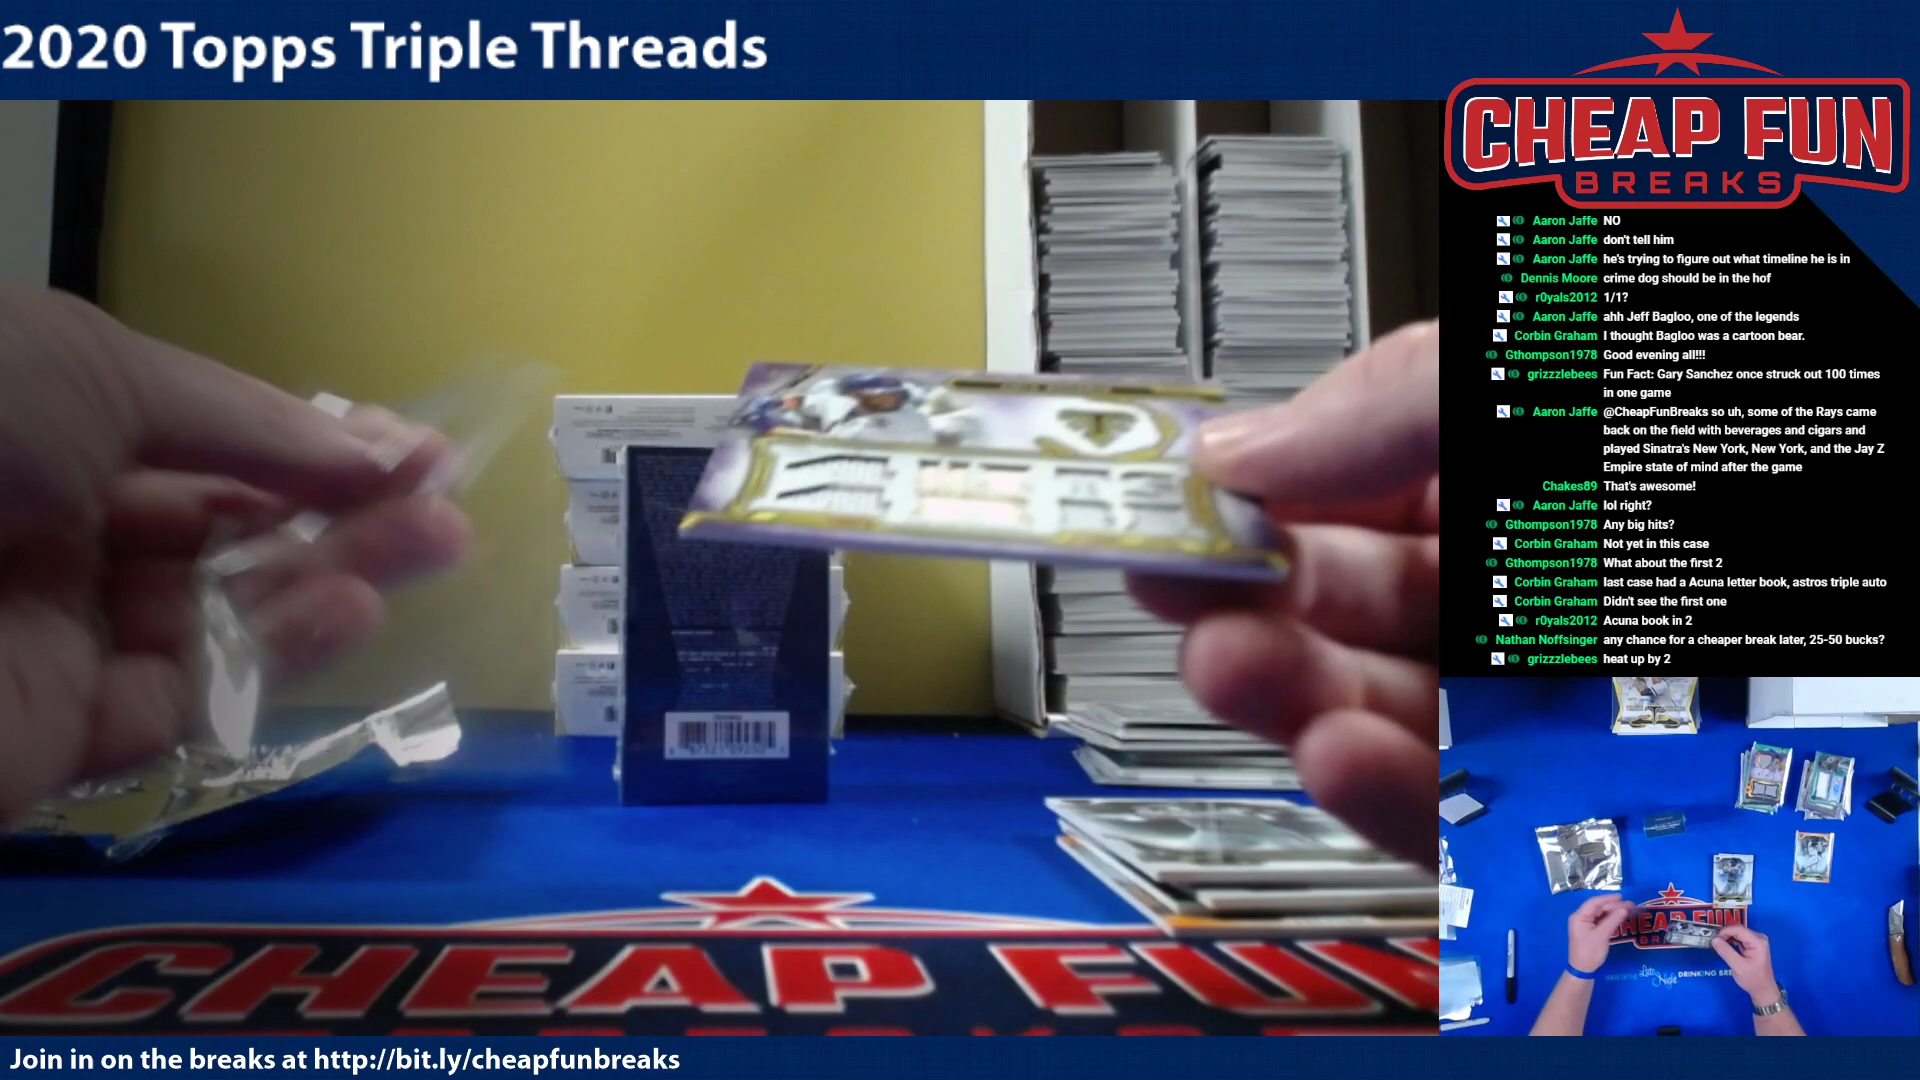 2020 Topps Triple Threads
CHEAP FUN
BREAKS
Aaron Jaffe NO
Aaron Jaffe don't tell him
Aaron Jaffe he's trying to figure out what timeline he is in
Dennis Moore crime dog should be in the hof
r0yals2012 1/1?
Aaron Jaffe ahh Jeff Bagloo, one of the legends
Corbin Graham I thought Bagloo was a cartoon bear.
Gthompson1978 Good evening all!!!
grizzzlebees Fun Fact: Gary Sanchez once struck out 100 times
in one game
Aaron Jaffe @CheapFunBreaks so uh, some of the Rays came
back on the field with beverages and cigars and
played Sinatra's New York, New York, and the Jay Z
Empire state of mind after the game
Chakes89 That's awesome!
Aaron Jaffe lol right?
Gthompson1978 Any big hits?
Corbin Graham Not yet in this case
Gthompson1978 What about the first 2
Corbin Graham last case had a Acuna letter book, astros triple auto
Corbin Graham Didn't see the first one
r0yals2012 Acuna book in 2
Nathan Noffsinger any chance for a cheaper break later, 25-50 bucks?
grizzzlebees heat up by 2
CHEAP FUN
CHEAP FUN
Late
Night DRINKING BRE
Join in on the breaks at http://bit.ly/cheapfunbreaks